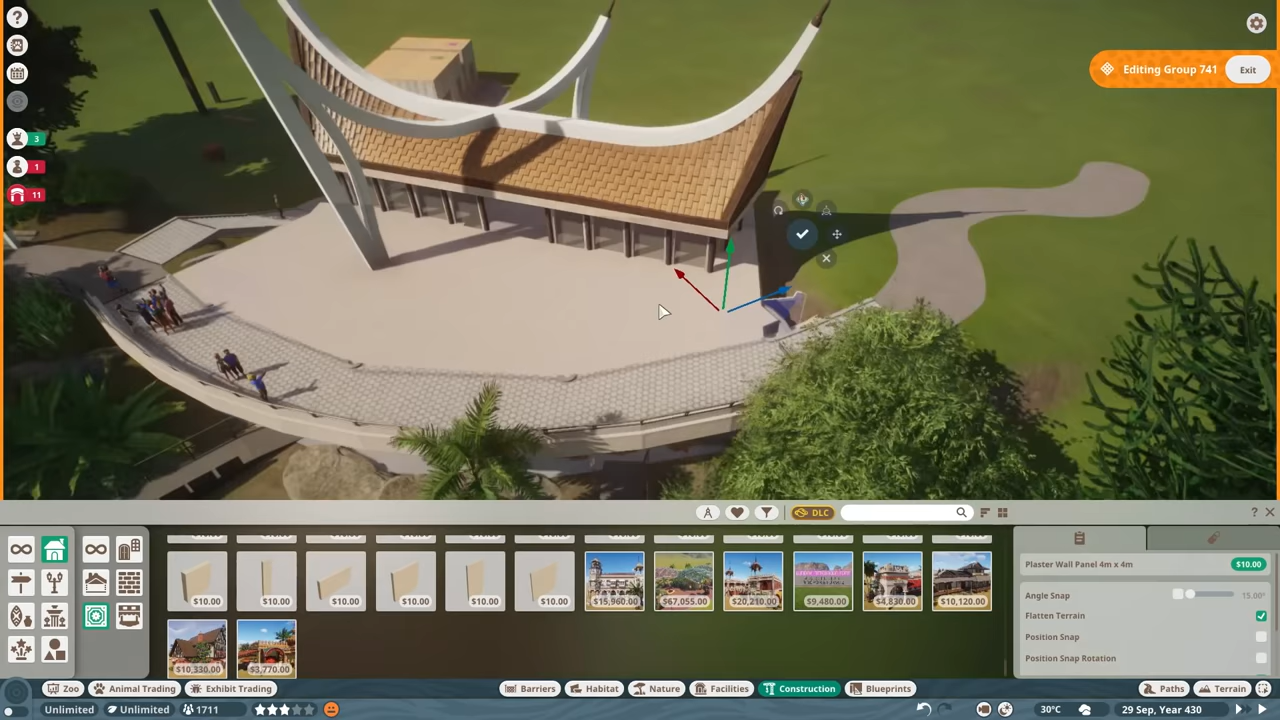 ?
Editing Group 741 Exit
3
1
11
DLC
? ×
$10.00 $10.00 $10.00 $10.00 $10.00 $10.00 $15,960.00 $67,055.00 $20,210.00 $9,480.00 $4,830.00 $10,120.00
$10,330.00 $3,770.00
Plaster Wall Panel 4m x 4m $10.00
Angle Snap 15.00°
Flatten Terrain
Position Snap
Position Snap Rotation
Zoo Animal Trading Exhibit Trading Barriers Habitat Nature Facilities Construction Blueprints Paths Terrain
Unlimited Unlimited 1711 30°C 29 Sep, Year 430